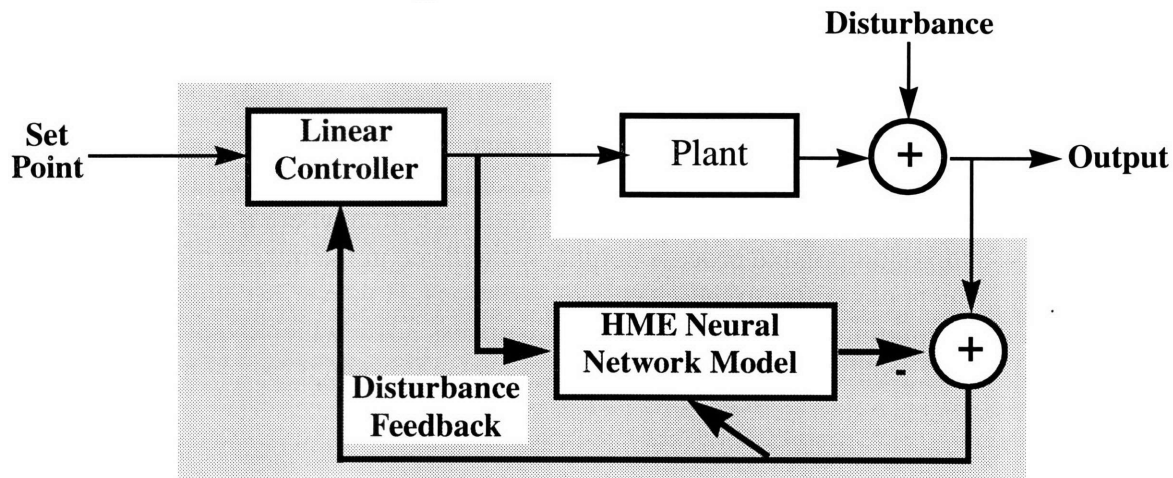 Disturbance
Set
Point
Linear
Controller
Plant
+
Output
HME Neural
Network Model
-
+
Disturbance
Feedback